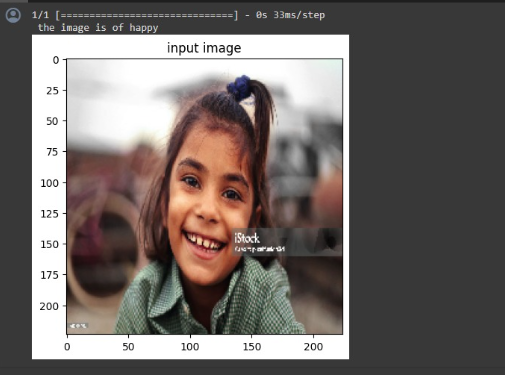 1/1 [==============================] - 0s 33ms/step
the image is of happy
input image
0
25
50
75
100
125
150
175
200
iStock
0 50 100 150 200